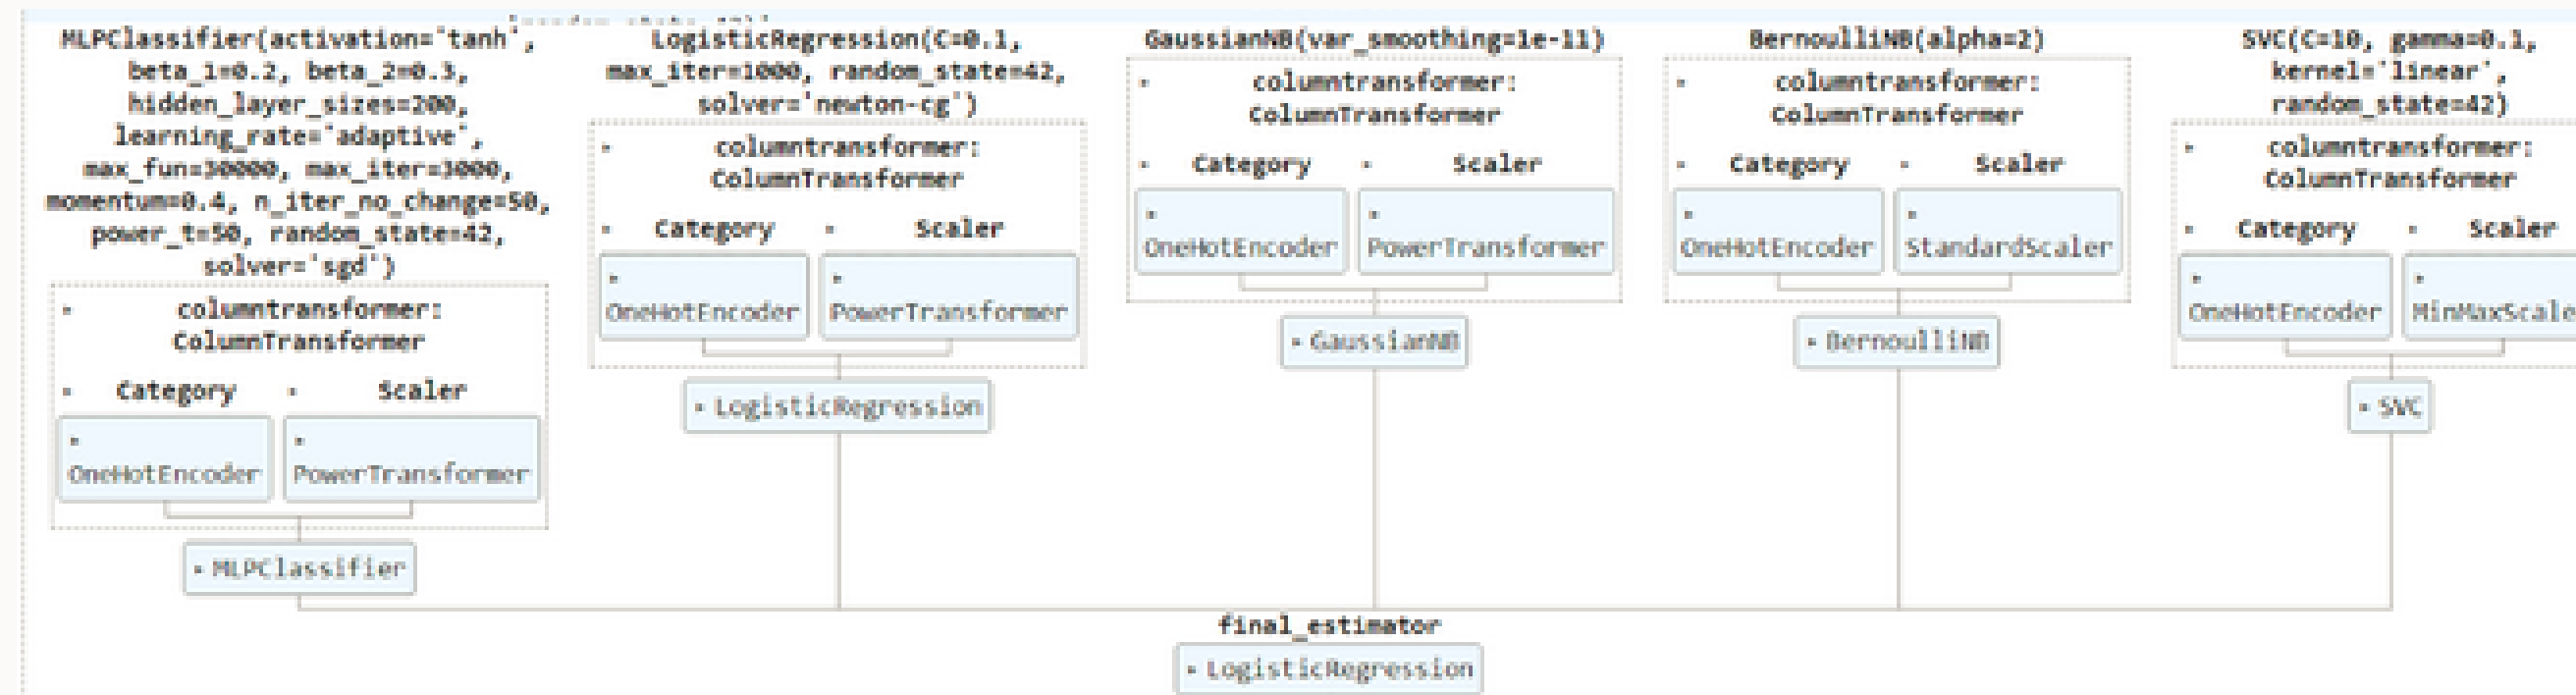 MLPClassifier(activation='tanh',
beta_1=0.2, beta_2=0.3,
hidden_layer_sizes=200,
learning_rate='adaptive',
max_fun=30000, max_iter=3000,
momentum=0.4, n_iter_no_change=50,
power_t=50, random_state=42,
solver='sgd')
columntransformer:
ColumnTransformer
Category Scaler
OneHotEncoder PowerTransformer
MLPClassifier
LogisticRegression(C=0.1,
max_iter=1000, random_state=42,
solver='newton-cg')
columntransformer:
ColumnTransformer
Category Scaler
OneHotEncoder PowerTransformer
LogisticRegression
GaussianNB(var_smoothing=1e-11)
columntransformer:
ColumnTransformer
Category Scaler
OneHotEncoder PowerTransformer
GaussianNB
BernoulliNB(alpha=2)
columntransformer:
ColumnTransformer
Category Scaler
OneHotEncoder StandardScaler
BernoulliNB
SVC(C=10, gamma=0.1,
kernel='linear',
random_state=42)
columntransformer:
ColumnTransformer
Category Scaler
OneHotEncoder MinMaxScale
SVC
final_estimator
LogisticRegression